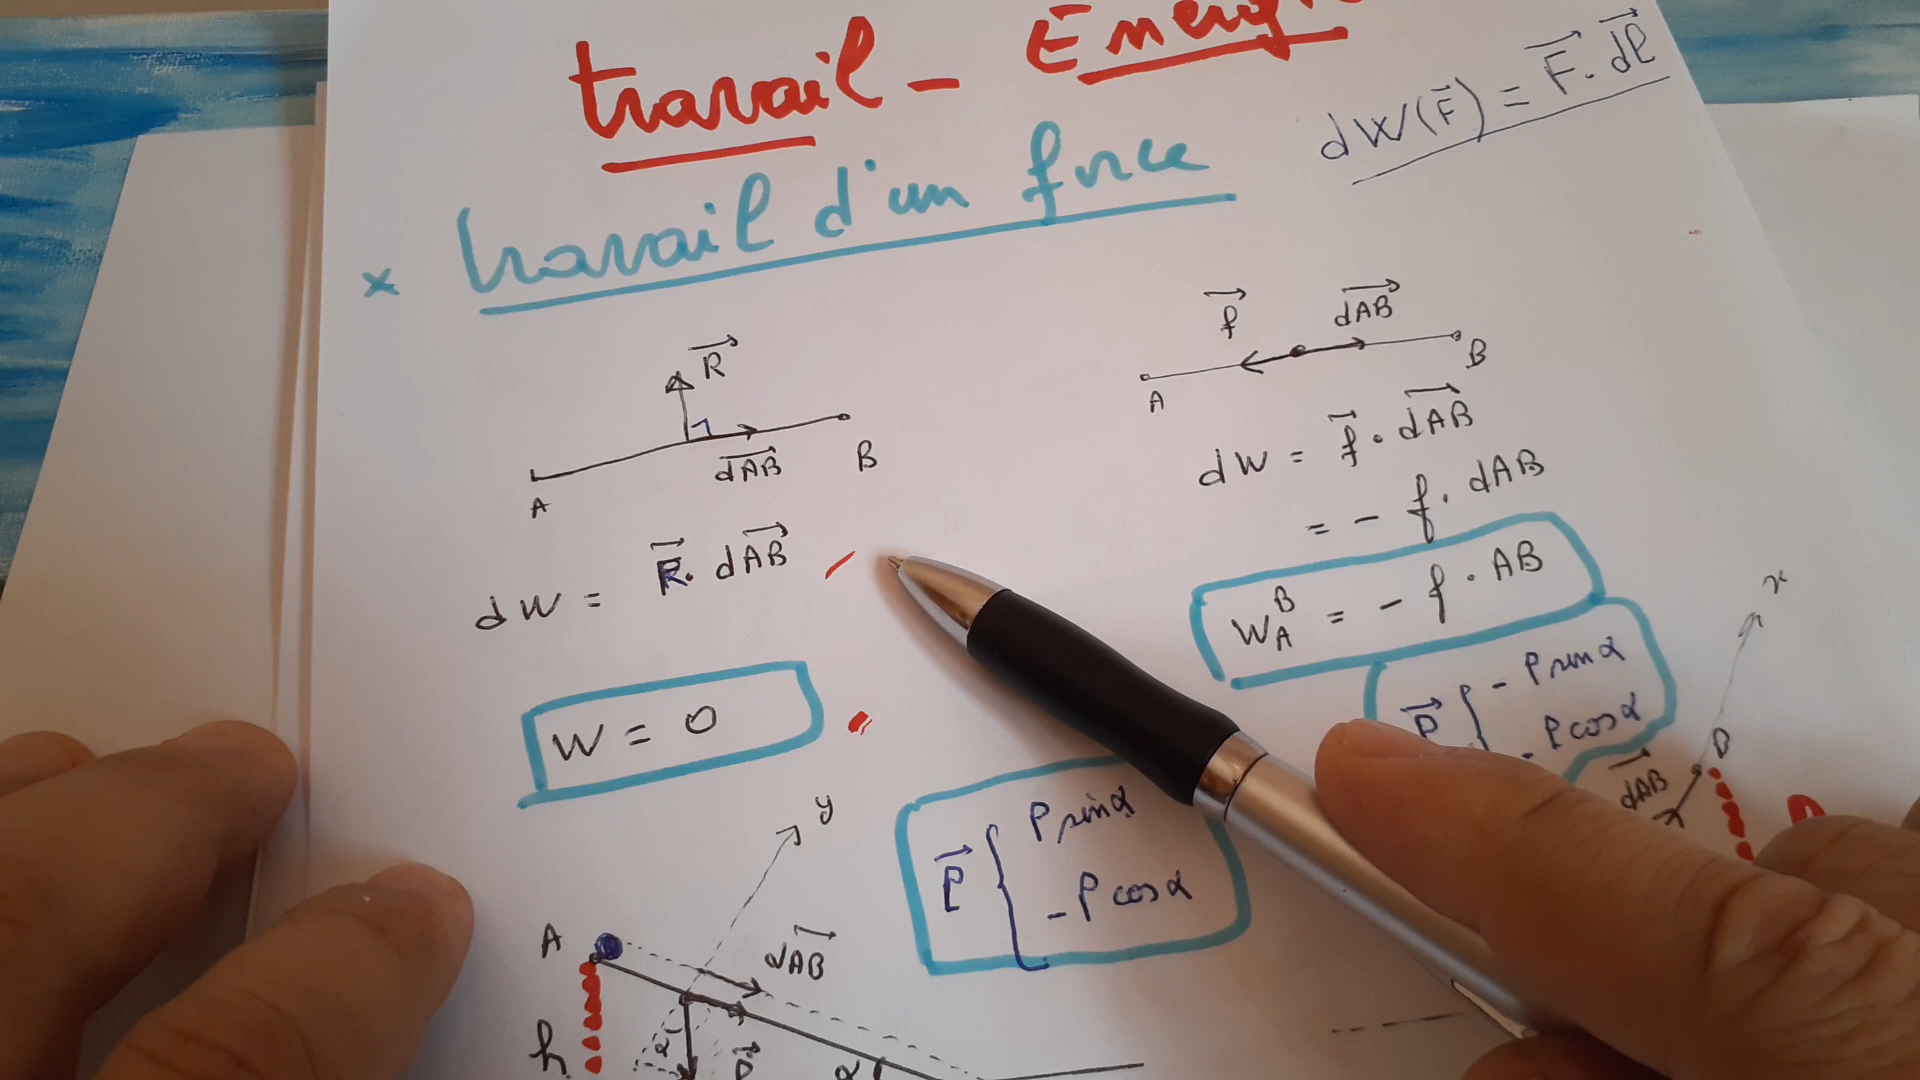 travail - Energie
dW(F⃗) = F⃗ . dl⃗
× travail d'un force
R⃗
dAB⃗
A
B
dW = R⃗ . dAB⃗
W = 0
f⃗
dAB⃗
A
B
dW = f⃗ . dAB⃗
= - f . dAB
W_A^B = - f . AB
P⃗ { - P sin α
- P cos α
x
B
dAB⃗
P⃗ { P sin α
- P cos α
y
A
dAB⃗
h
α
P⃗
α